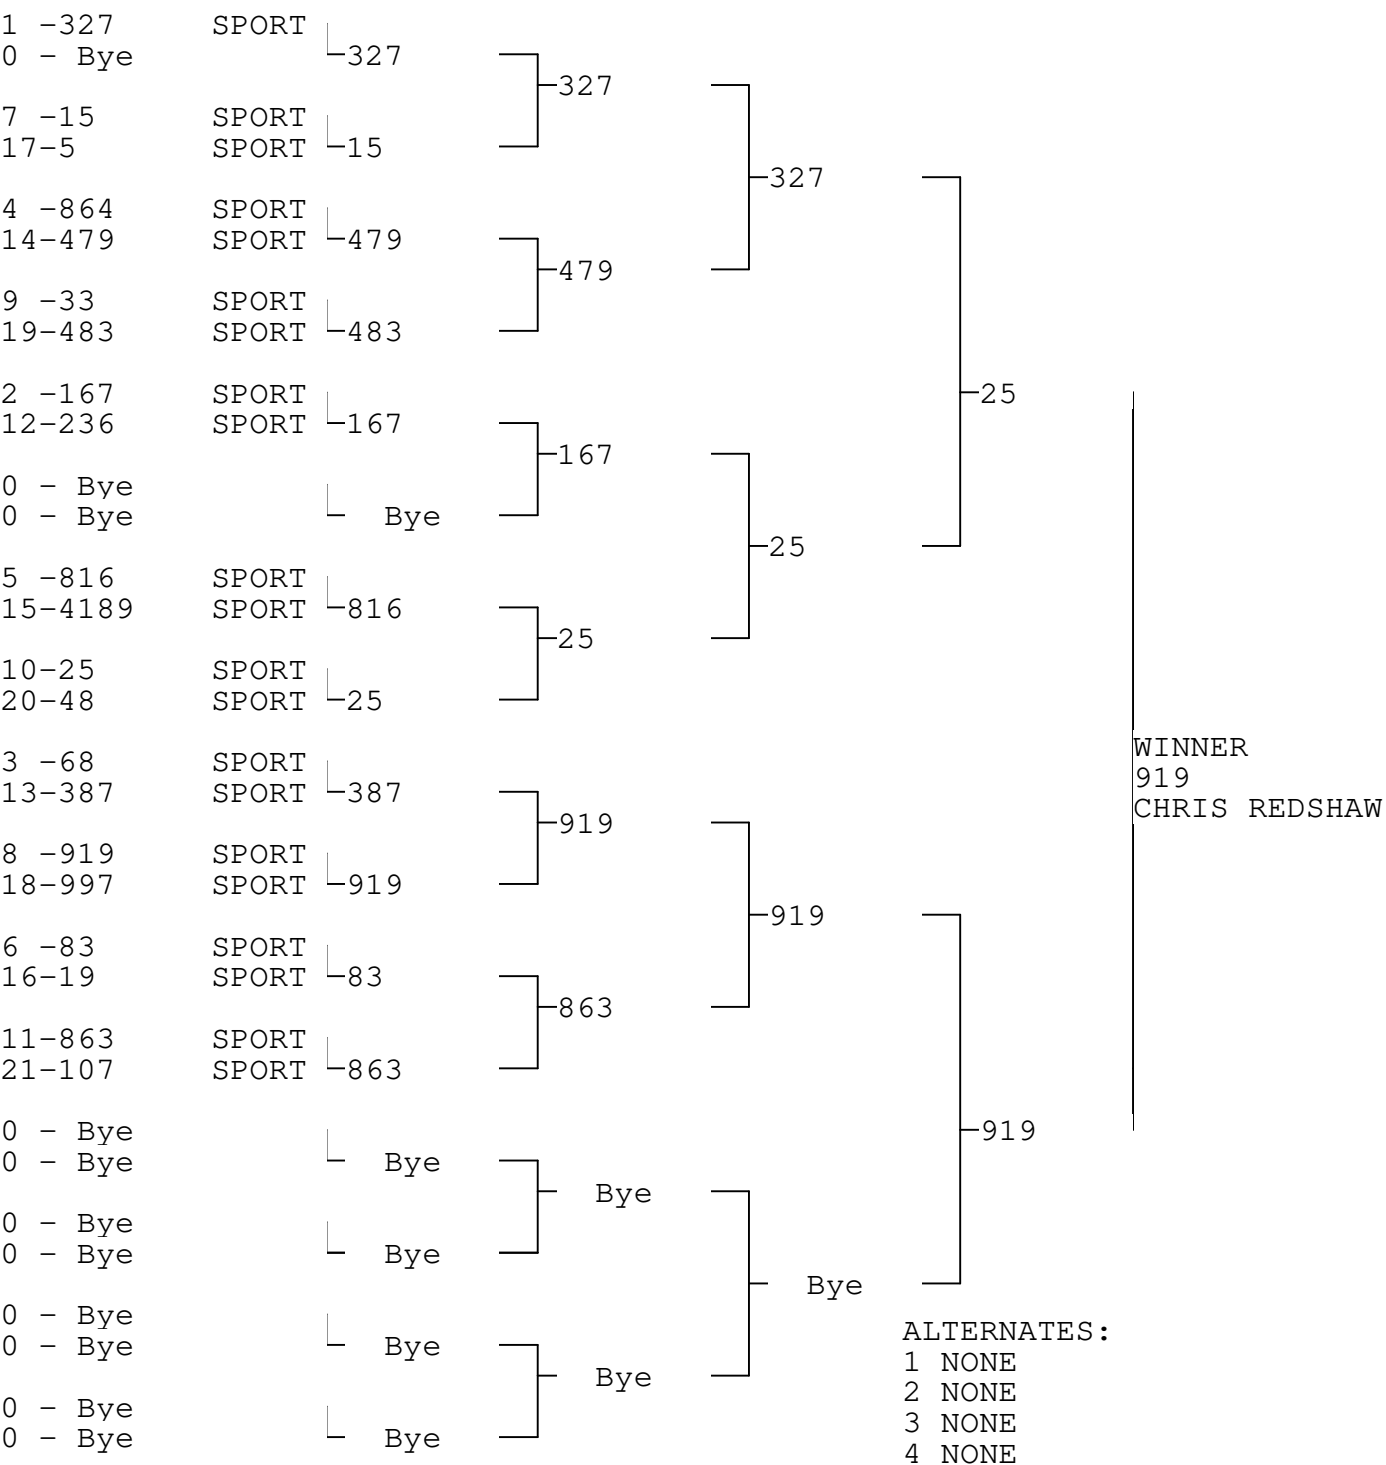 1 -327 SPORT
0 - Bye 327
327
7 -15 SPORT
17-5 SPORT 15
327
4 -864 SPORT
14-479 SPORT 479
479
9 -33 SPORT
19-483 SPORT 483
2 -167 SPORT 25
12-236 SPORT 167
167
0 - Bye
0 - Bye Bye
25
5 -816 SPORT
15-4189 SPORT 816
25
10-25 SPORT
20-48 SPORT 25
WINNER
3 -68 SPORT
919
13-387 SPORT 387
CHRIS REDSHAW
919
8 -919 SPORT
18-997 SPORT 919
919
6 -83 SPORT
16-19 SPORT 83
863
11-863 SPORT
21-107 SPORT 863
0 - Bye 919
0 - Bye Bye
Bye
0 - Bye
0 - Bye Bye
Bye
0 - Bye
ALTERNATES:
0 - Bye Bye
1 NONE
Bye
2 NONE
0 - Bye
3 NONE
0 - Bye Bye
4 NONE